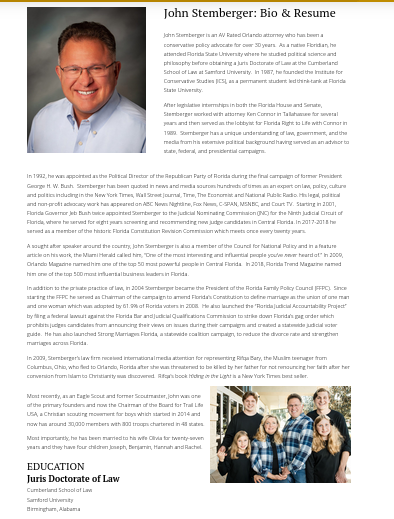 John Stemberger: Bio & Resume
John Stemberger is an AV Rated Orlando attorney who has been a
conservative policy advocate for over 30 years. As a native Floridian, he
attended Florida State University where he studied political science and
philosophy before obtaining a Juris Doctorate of Law at the Cumberland
School of Law at Samford University. In 1987, he founded the Institute for
Conservative Studies (ICS), as a permanent student led think-tank at Florida
State University.
After legislative internships in both the Florida House and Senate,
Stemberger worked with attorney Ken Connor in Tallahassee for several
years and then served as the lobbyist for Florida Right to Life with Connor in
1989. Stemberger has a unique understanding of law, government, and the
media from his extensive political background having served as an advisor to
state, federal, and presidential campaigns.
In 1992, he was appointed as the Political Director of the Republican Party of Florida during the final campaign of former President
George H. W. Bush. Stemberger has been quoted in news and media sources hundreds of times as an expert on law, policy, culture
and politics including in the New York Times, Wall Street Journal, Time, The Economist and National Public Radio. His legal, political
and non-profit advocacy work has appeared on ABC News Nightline, Fox News, C-SPAN, MSNBC, and Court TV. Starting in 2001,
Florida Governor Jeb Bush twice appointed Stemberger to the Judicial Nominating Commission (JNC) for the Ninth Judicial Circuit of
Florida, where he served for eight years screening and recommending new judge candidates in Central Florida. In 2017-2018 he
served as a member of the historic Florida Constitution Revision Commission which meets once every twenty years.
A sought after speaker around the country, John Stemberger is also a member of the Council for National Policy and in a feature
article on his work, the Miami Herald called him, "One of the most interesting and influential people you've never heard of." In 2009,
Orlando Magazine named him one of the top 50 most powerful people in Central Florida. In 2018, Florida Trend Magazine named
him one of the top 500 most influential business leaders in Florida.
In addition to the private practice of law, in 2004 Stemberger became the President of the Florida Family Policy Council (FFPC). Since
starting the FFPC he served as Chairman of the campaign to amend Florida's Constitution to define marriage as the union of one man
and one woman which was adopted by 61.9% of Florida voters in 2008. He also launched the "Florida Judicial Accountability Project"
by filing a federal lawsuit against the Florida Bar and Judicial Qualifications Commission to strike down Florida's gag order which
prohibits judges candidates from announcing their views on issues during their campaigns and created a statewide judicial voter
guide. He has also launched Strong Marriages Florida, a statewide coalition campaign, to reduce the divorce rate and strengthen
marriages across Florida.
In 2009, Stemberger's law firm received international media attention for representing Rifqa Bary, the Muslim teenager from
Columbus, Ohio, who fled to Orlando, Florida after she was threatened to be killed by her father for not renouncing her faith after her
conversion from Islam to Christianity was discovered. Rifqa's book Hiding in the Light is a New York Times best seller.
Most recently, as an Eagle Scout and former Scoutmaster, John was one
of the primary founders and now the Chairman of the Board for Trail Life
USA, a Christian scouting movement for boys which started in 2014 and
now has around 30,000 members with 800 troops chartered in 48 states.
Most importantly, he has been married to his wife Olivia for twenty-seven
years and they have four children Joseph, Benjamin, Hannah and Rachel.
EDUCATION
Juris Doctorate of Law
Cumberland School of Law
Samford University
Birmingham, Alabama